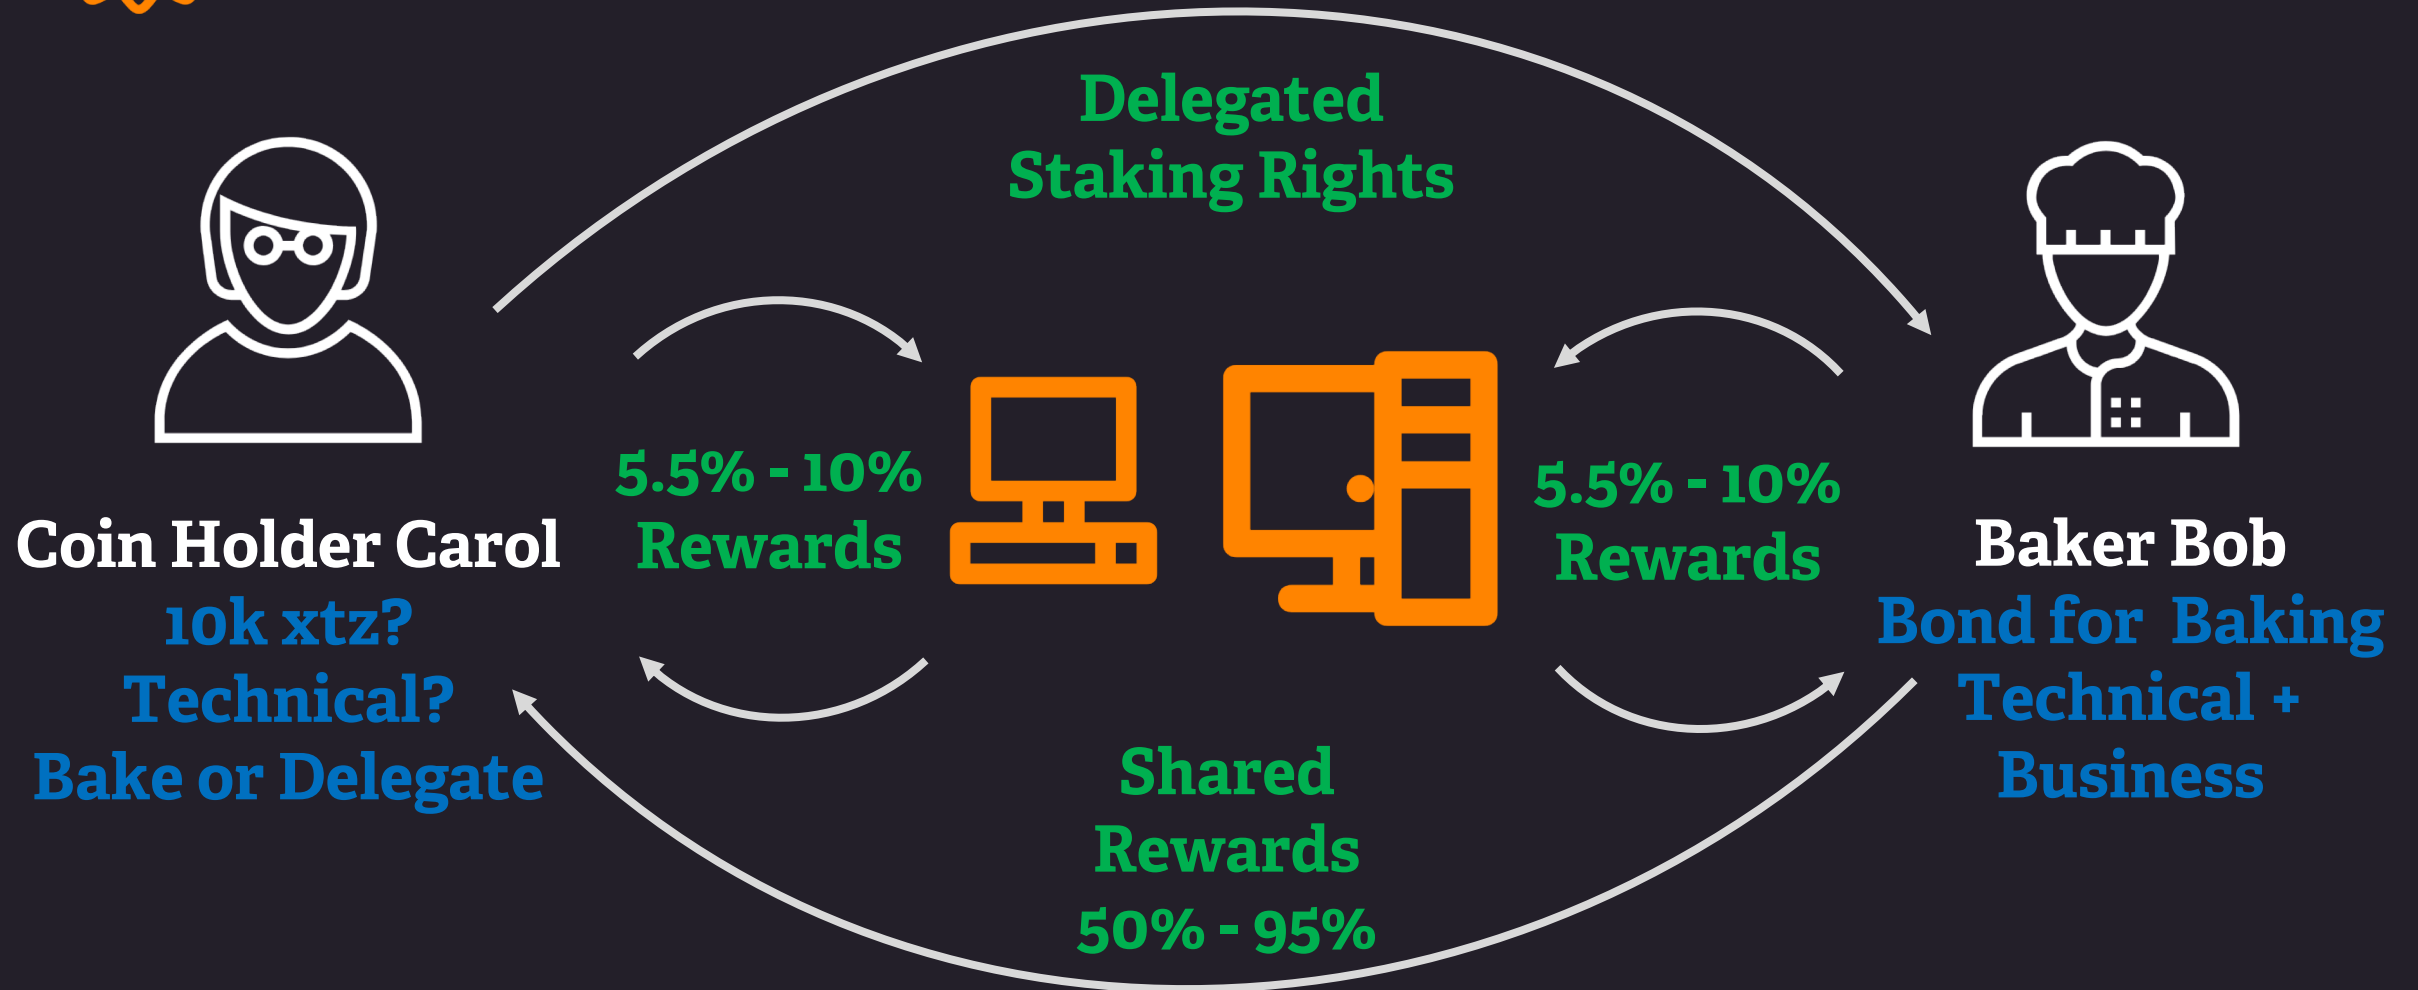 Delegated
Staking Rights
Coin Holder Carol
10k xtz?
Technical?
Bake or Delegate
5.5% - 10%
Rewards
5.5% - 10%
Rewards
Baker Bob
Bond for  Baking
Technical +
Business
Shared
Rewards
50% - 95%